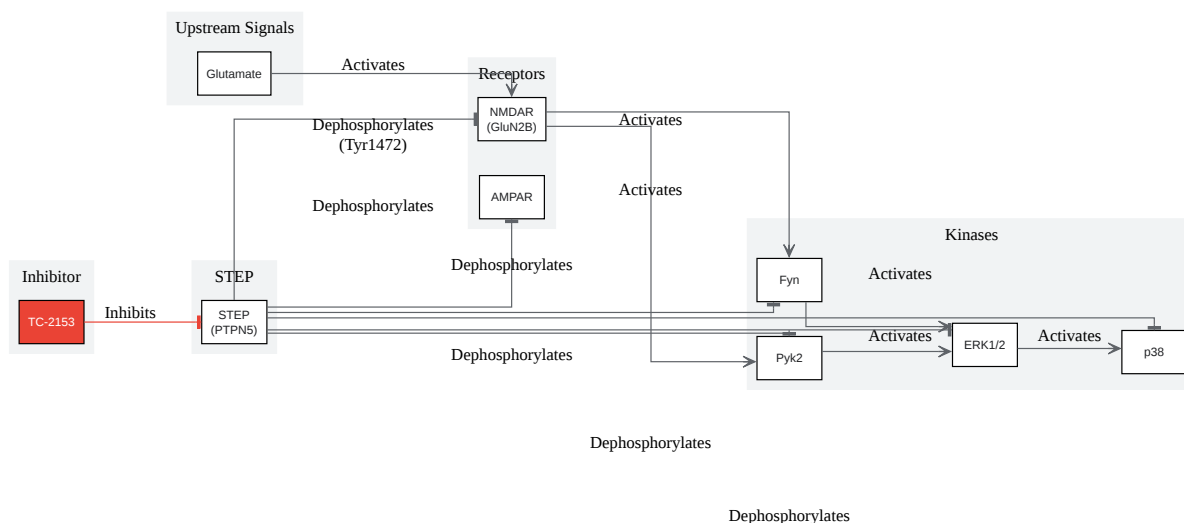 Upstream Signals
Glutamate
Activates
Receptors
NMDAR
(GluN2B)
Dephosphorylates
(Tyr1472)
Activates
AMPAR
Activates
Dephosphorylates
Kinases
Dephosphorylates
Inhibitor
STEP
Fyn
Activates
TC-2153
Inhibits
STEP
(PTPN5)
Activates
ERK1/2
Activates
p38
Dephosphorylates
Pyk2
Dephosphorylates
Dephosphorylates